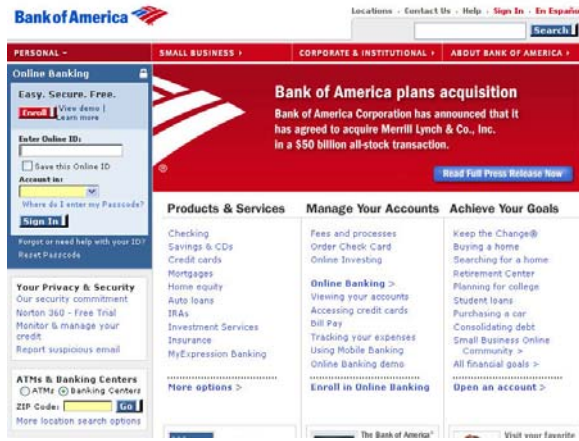 Bank of America
Locations · Contact Us · Help · Sign In · En Español
Search
PERSONAL
SMALL BUSINESS
CORPORATE & INSTITUTIONAL
ABOUT BANK OF AMERICA
Online Banking
Easy. Secure. Free.
Enroll View demo |
Learn more
Enter Online ID:
Save this Online ID
Account in:
Where do I enter my Passcode?
Sign In
Forgot or need help with your ID?
Reset Passcode
Bank of America plans
acquisition
Bank of America Corporation has
announced that it
has agreed to acquire Merrill Lynch
& Co., Inc.
in a $50 billion all-stock transaction.
®
Read Full Press Release Now
Your Privacy & Security
Our security commitment
Norton 360 - Free Trial
Monitor & manage your
credit
Report suspicious email
ATMs & Banking Centers
ATMs Banking Centers
ZIP Code: Go
More location search options
Products & Services
Checking
Savings & CDs
Credit cards
Mortgages
Home equity
Auto loans
IRAs
Investment Services
Insurance
MyExpression Banking
More options >
Manage Your Accounts
Fees and processes
Order Check Card
Online Investing
Online Banking >
Viewing your accounts
Accessing credit cards
Bill Pay
Tracking your expenses
Using Mobile Banking
Online Banking demo
Enroll in Online Banking
Achieve Your Goals
Keep the Change®
Buying a home
Searching for a home
Retirement Center
Planning for college
Student loans
Purchasing a car
Consolidating debt
Small Business Online
Community >
All financial goals >
Open an account >
The Bank of America®
Visit your favorite